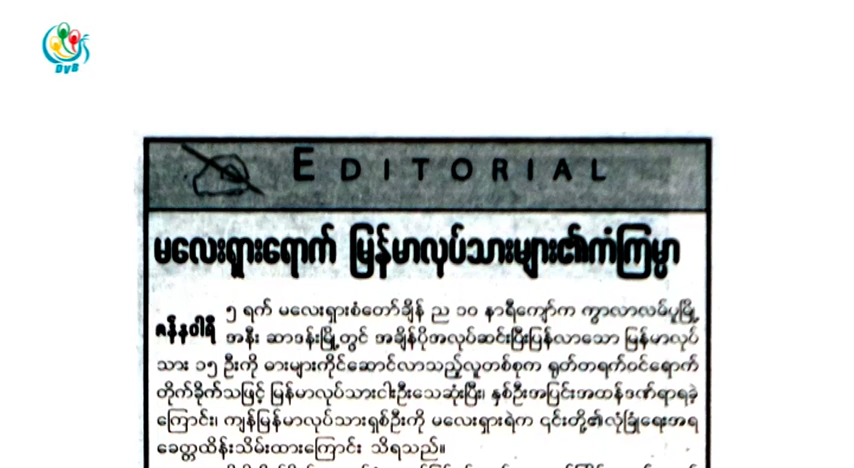 DVB
EDITORIAL
မလေးရှားရောက် မြန်မာလုပ်သားများ၏ကံကြမ္မာ
ဇန်နဝါရီ ၅ ရက် မလေးရှားစံတော်ချိန် ည ၁၀ နာရီကျော်က ကွာလာလမ်ပူမြို့
အနီး ဆာဒန်းမြို့တွင် အချိန်ပိုအလုပ်ဆင်းပြီးပြန်လာသော မြန်မာလုပ်
သား ၁၅ ဦးကို ဓားများကိုင်ဆောင်လာသည့်လူတစ်စုက ရုတ်တရက်ဝင်ရောက်
တိုက်ခိုက်သဖြင့် မြန်မာလုပ်သားငါးဦးသေဆုံးပြီး၊ နှစ်ဦးအပြင်းအထန်ဒဏ်ရာရခဲ့
ကြောင်း၊ ကျန်မြန်မာလုပ်သားရှစ်ဦးကို မလေးရှားရဲက ၎င်းတို့၏လုံခြုံရေးအရ
ခေတ္တထိန်းသိမ်းထားကြောင်း သိရသည်။